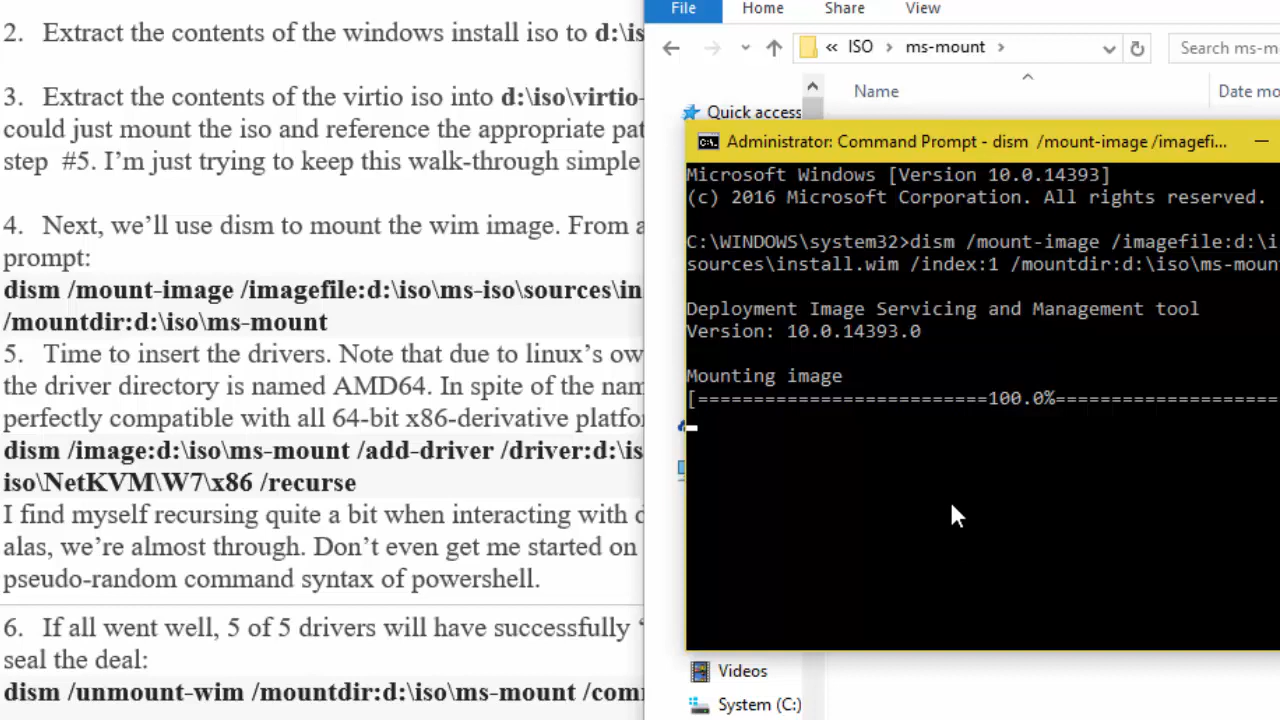 2. Extract the contents of the windows install iso to d:\is
3. Extract the contents of the virtio iso into d:\iso\virtio-
could just mount the iso and reference the appropriate pat
step #5. I’m just trying to keep this walk-through simple
4. Next, we’ll use dism to mount the wim image. From a
prompt:
dism /mount-image /imagefile:d:\iso\ms-iso\sources\in
/mountdir:d:\iso\ms-mount
5. Time to insert the drivers. Note that due to linux’s ow
the driver directory is named AMD64. In spite of the nam
perfectly compatible with all 64-bit x86-derivative platfo
dism /image:d:\iso\ms-mount /add-driver /driver:d:\is
iso\NetKVM\W7\x86 /recurse
I find myself recursing quite a bit when interacting with d
alas, we’re almost through. Don’t even get me started on
pseudo-random command syntax of powershell.
6. If all went well, 5 of 5 drivers will have successfully ‘
seal the deal:
dism /unmount-wim /mountdir:d:\iso\ms-mount /com
File Home Share View
« ISO > ms-mount >
Search ms-m
Name Date mo
Quick access
Administrator: Command Prompt - dism /mount-image /imagefi...
Microsoft Windows [Version 10.0.14393]
(c) 2016 Microsoft Corporation. All rights reserved.
C:\WINDOWS\system32>dism /mount-image /imagefile:d:\i
sources\install.wim /index:1 /mountdir:d:\iso\ms-moun
Deployment Image Servicing and Management tool
Version: 10.0.14393.0
Mounting image
[==========================100.0%===================
Videos
System (C:)